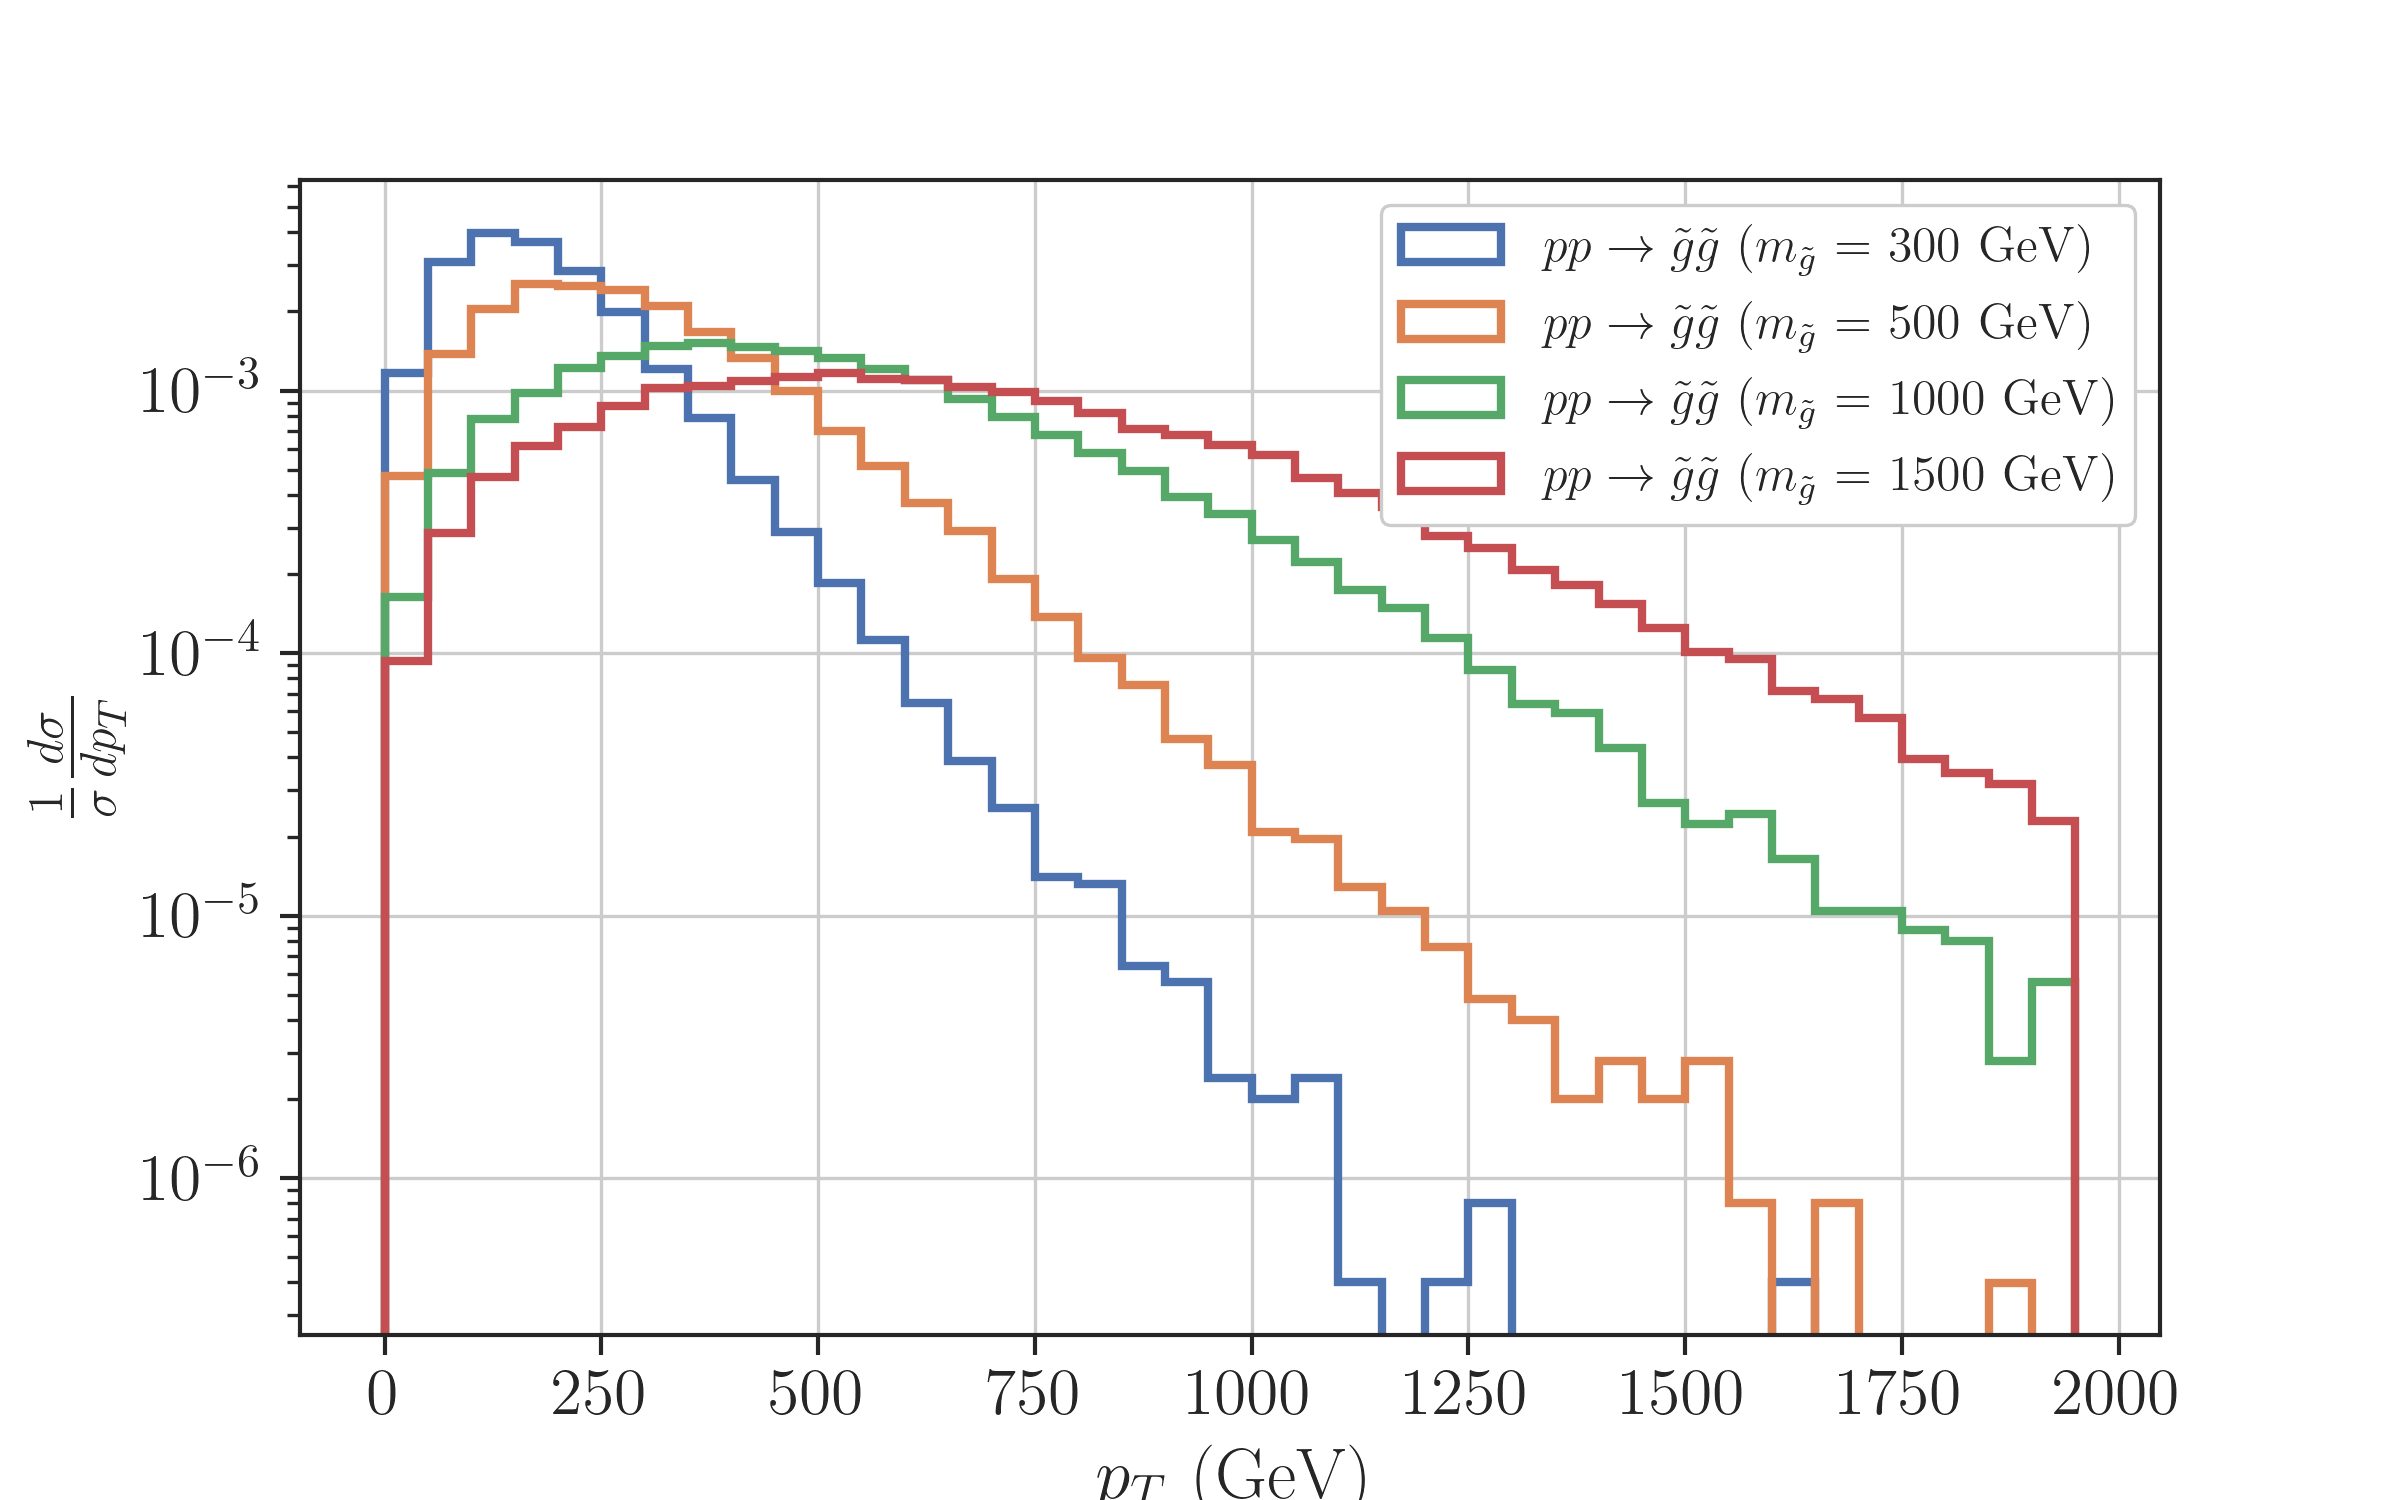 pp → g̃g̃ (m_g̃ = 300 GeV)
pp → g̃g̃ (m_g̃ = 500 GeV)
pp → g̃g̃ (m_g̃ = 1000 GeV)
pp → g̃g̃ (m_g̃ = 1500 GeV)
10⁻³
10⁻⁴
10⁻⁵
10⁻⁶
1/σ dσ/dp_T
0 250 500 750 1000 1250 1500 1750 2000
p_T (GeV)